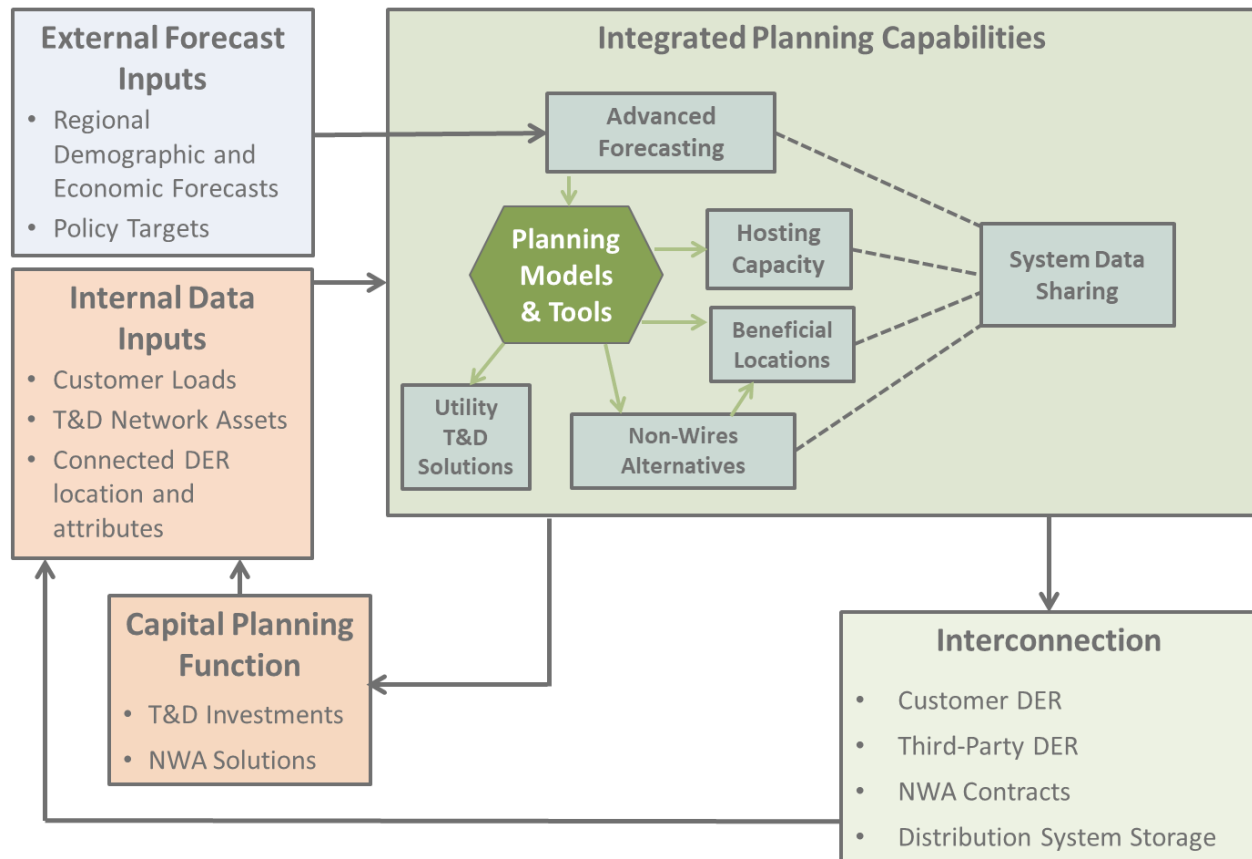 External Forecast
Inputs
• Regional
Demographic and
Economic Forecasts
• Policy Targets
Integrated Planning Capabilities
Advanced
Forecasting
Planning
Models
& Tools
Hosting
Capacity
System Data
Sharing
Beneficial
Locations
Utility
T&D
Solutions
Non-Wires
Alternatives
Internal Data
Inputs
• Customer Loads
• T&D Network Assets
• Connected DER
location and
attributes
Capital Planning
Function
• T&D Investments
• NWA Solutions
Interconnection
• Customer DER
• Third-Party DER
• NWA Contracts
• Distribution System Storage